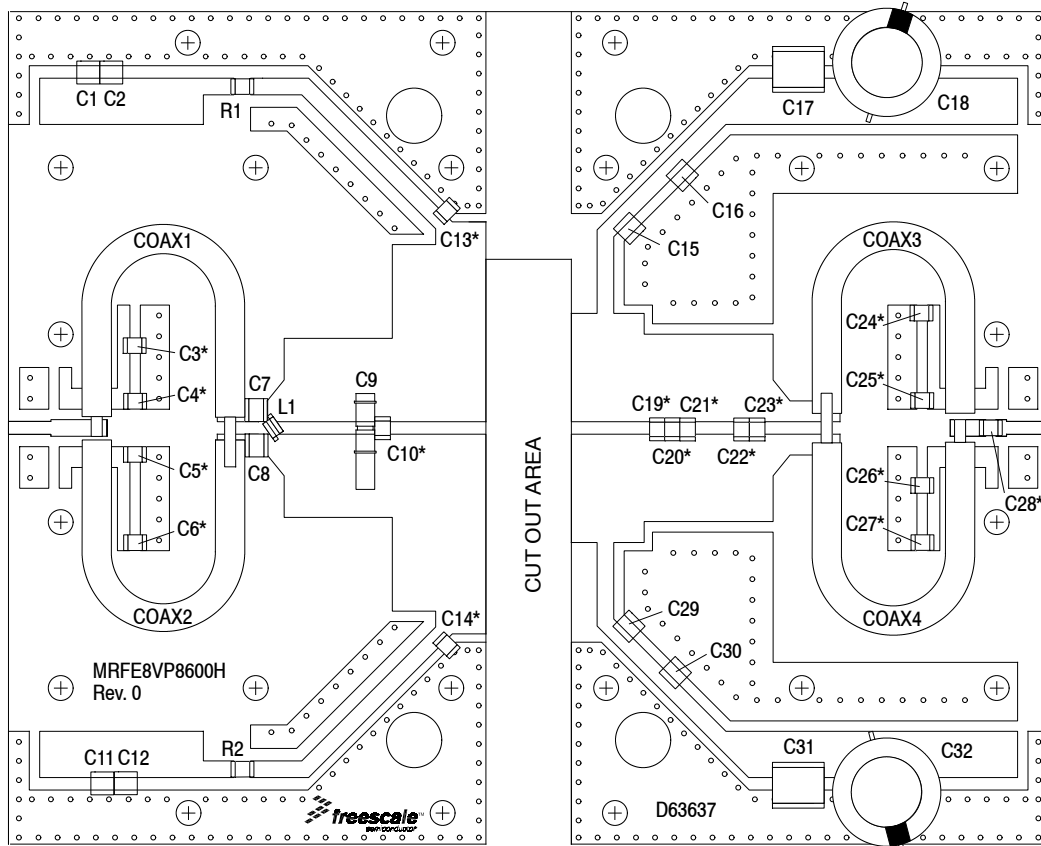 C1 C2
R1
C17
C18
C16
C15
C13*
COAX1
COAX3
C3*
C4*
C7
L1
C9
C10*
C8
C5*
C6*
C19*
C21*
C20*
C23*
C22*
C24*
C25*
C26*
C27*
C28*
CUT OUT AREA
COAX2
COAX4
C14*
C29
C30
MRFE8VP8600H
Rev. 0
R2
C11 C12
C31
C32
freescale™
semiconductor
D63637